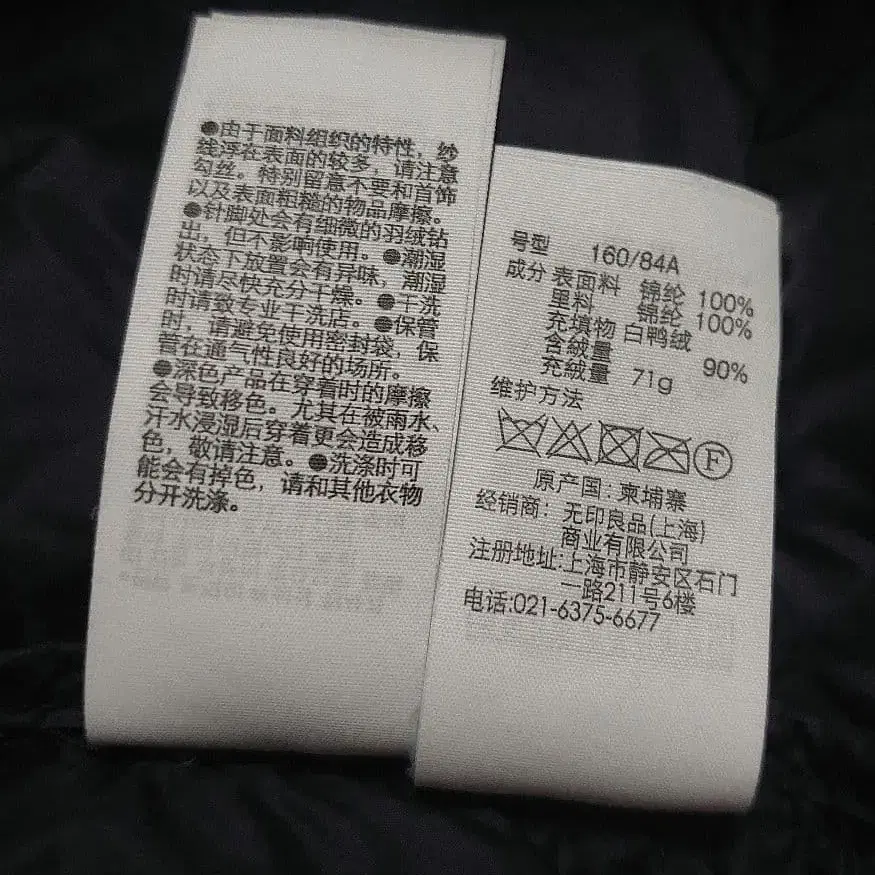 ●由于面料组织的特性，纱
线浮在表面的较多，请注意
勾丝。特别留意不要和首饰
以及表面粗糙的物品摩擦。
●针脚处会有细微的羽绒钻
出，但不影响使用。●潮湿
状态下放置会有异味，潮湿
时请尽快充分干燥。●干洗
时请致专业干洗店。●保管
时，请避免使用密封袋，保
管在通气性良好的场所。
●深色产品在穿着时的摩擦
会导致移色。尤其在被雨水、
汗水浸湿后穿着更会造成移
色，敬请注意。●洗涤时可
能会有掉色，请和其他衣物
分开洗涤。
号型 160/84A
成分 表面料 锦纶 100%
里料 锦纶 100%
充填物 白鸭绒
含絨量 90%
充絨量 71g
维护方法
F
原产国：柬埔寨
经销商：无印良品(上海)
商业有限公司
注册地址:上海市静安区石门
一路211号6楼
电话:021-6375-6677